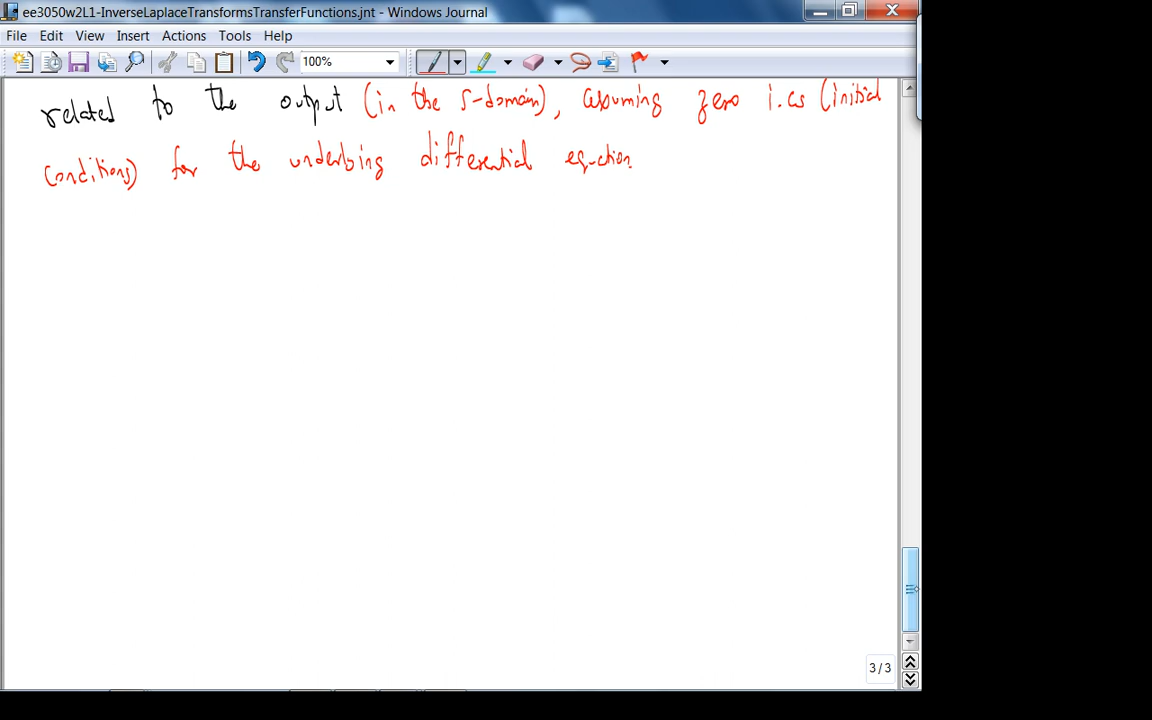 ee3050w2L1-InverseLaplaceTransformsTransferFunctions.jnt - Windows Journal
File Edit View Insert Actions Tools Help
100%
related to the output (in the s-domain), assuming zero i.cs (initial
conditions) for the underlying differential equation
3 / 3